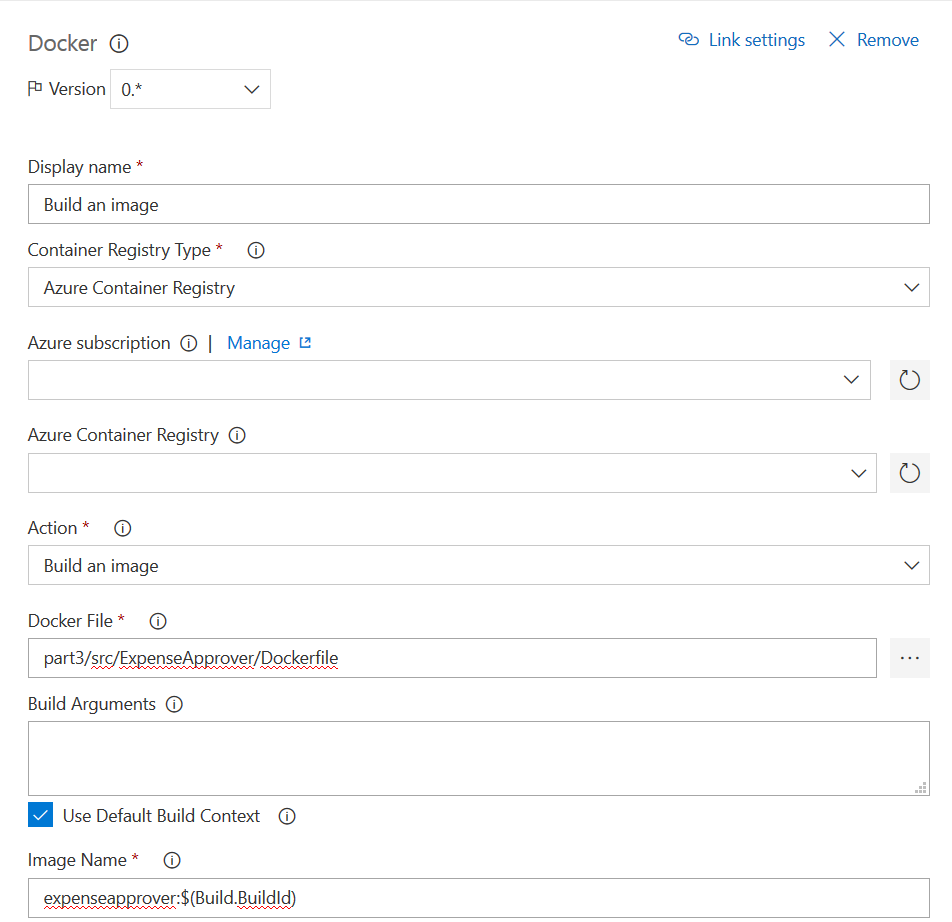 Docker
Link settings
Remove
Version 0.*
Display name *
Build an image
Container Registry Type *
Azure Container Registry
Azure subscription | Manage
Azure Container Registry
Action *
Build an image
Docker File *
part3/src/ExpenseApprover/Dockerfile
...
Build Arguments
Use Default Build Context
Image Name *
expenseapprover:$(Build.BuildId)